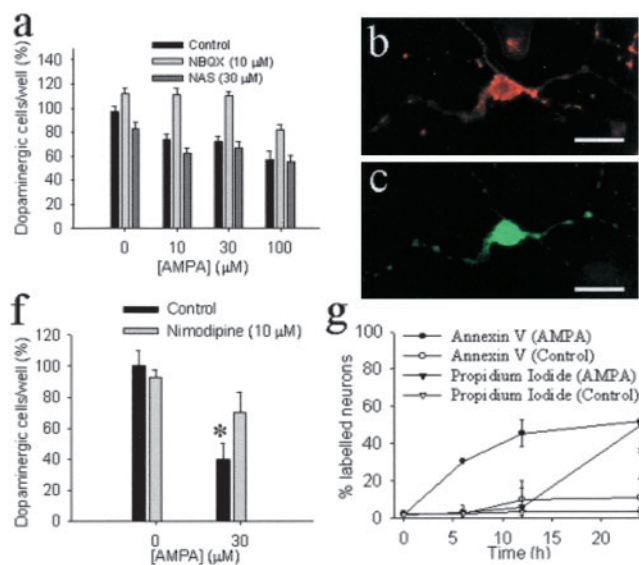 a
Dopaminergic cells/well (%)
140
120
100
80
60
40
20
0
Control
NBQX (10 μM)
NAS (30 μM)
0 10 30 100
[AMPA] (μM)
b
c
f
Dopaminergic cells/well (%)
120
100
80
60
40
20
0
Control
Nimodipine (10 μM)
*
0 30
[AMPA] (μM)
g
% labelled neurons
100
80
60
40
20
0
Annexin V (AMPA)
Annexin V (Control)
Propidium Iodide (AMPA)
Propidium Iodide (Control)
0 5 10 15 20
Time (h)